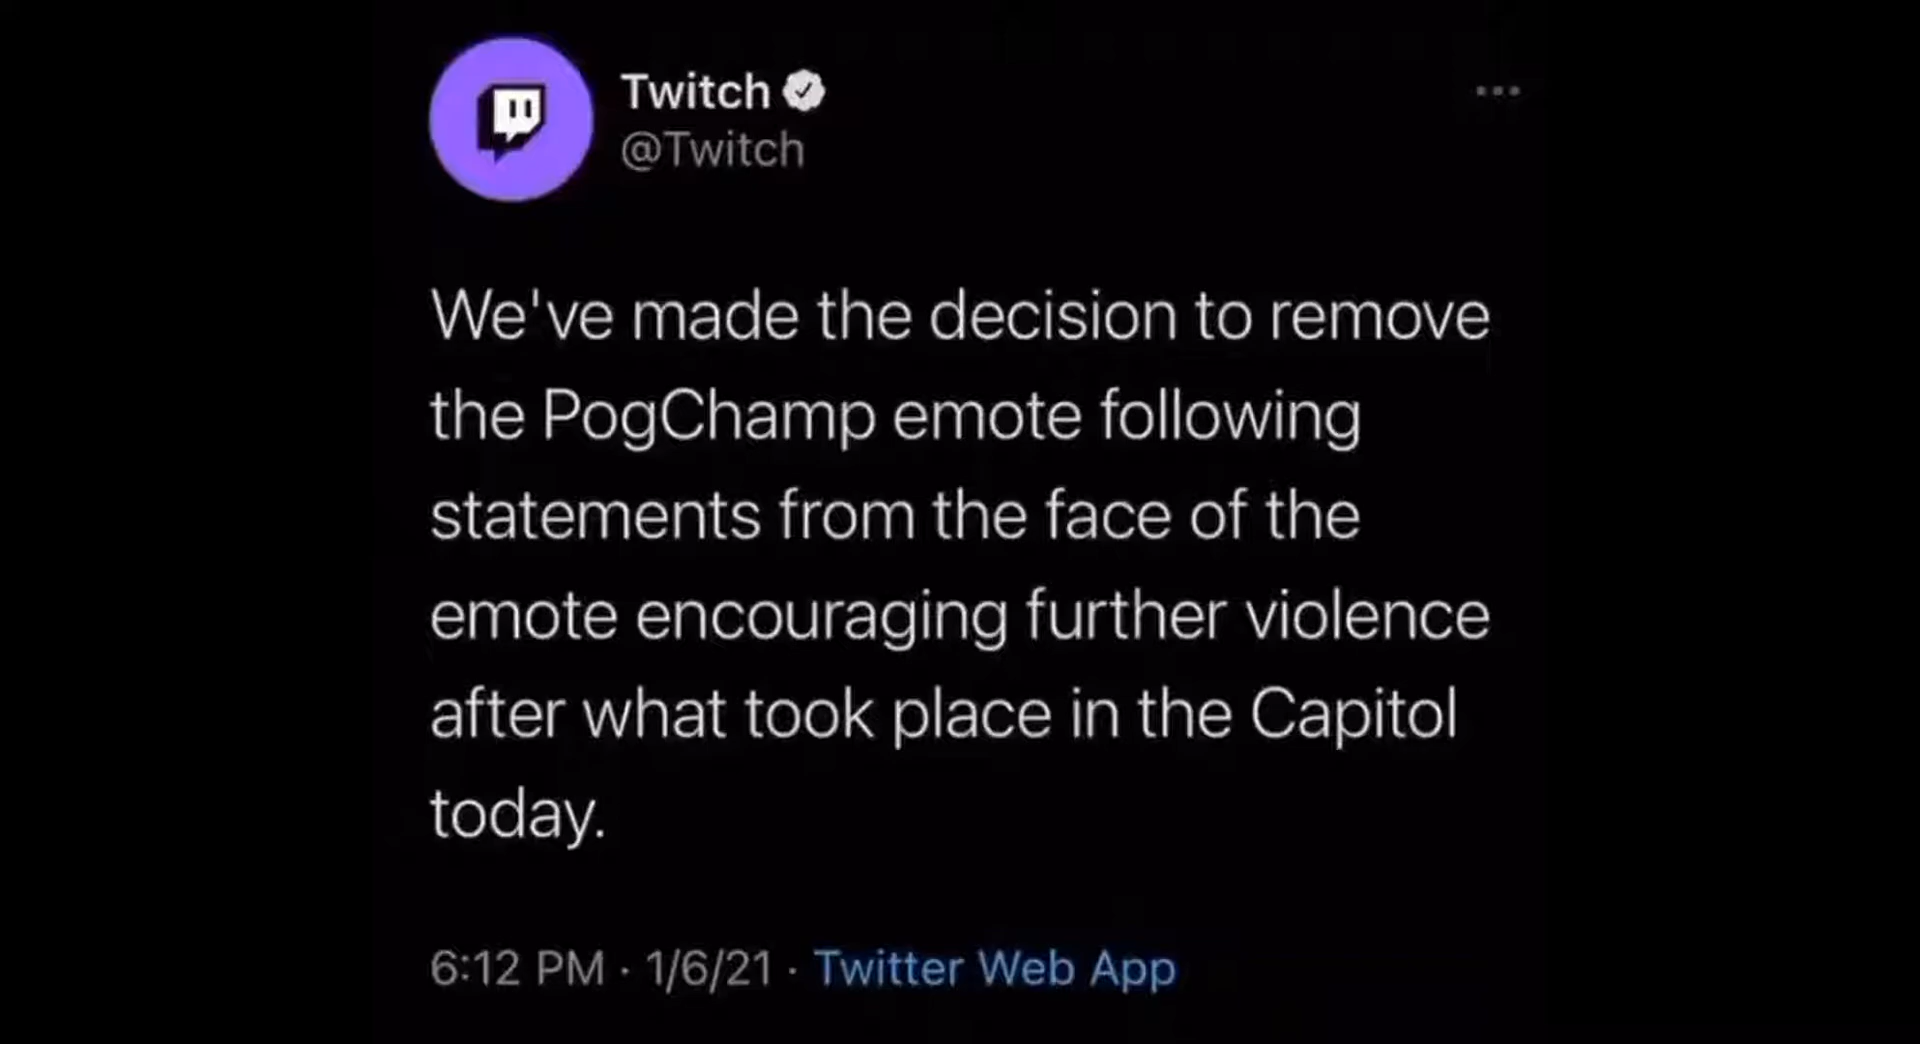 Twitch
@Twitch
We've made the decision to remove
the PogChamp emote following
statements from the face of the
emote encouraging further violence
after what took place in the Capitol
today.
6:12 PM · 1/6/21 · Twitter Web App